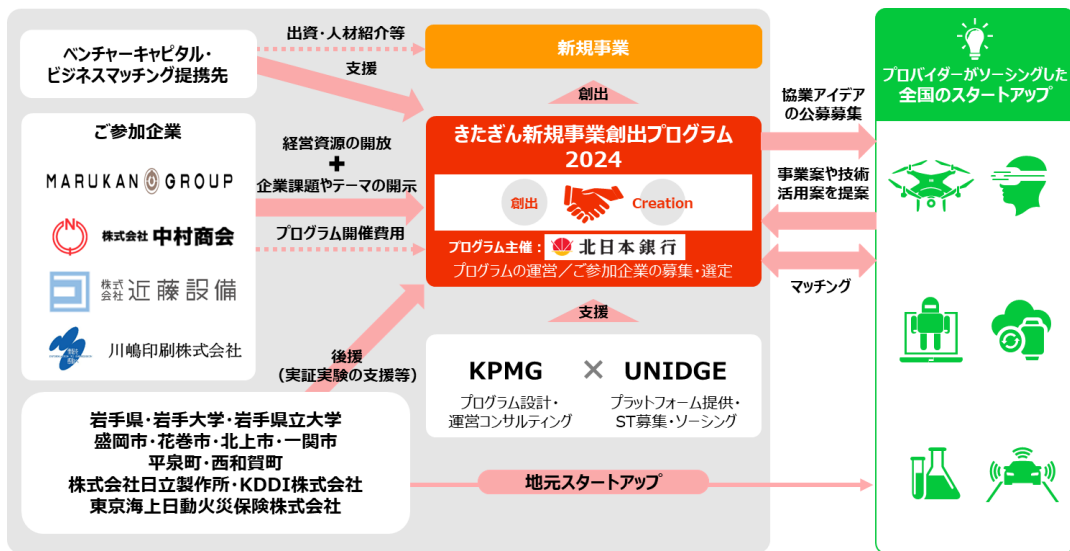 ベンチャーキャピタル・
ビジネスマッチング提携先
出資・人材紹介等
支援
新規事業
創出
ご参加企業
MARUKAN GROUP
株式会社 中村商会
株式会社 近藤設備
川嶋印刷株式会社
経営資源の開放
+
企業課題やテーマの開示
プログラム開催費用
きたぎん新規事業創出プログラム
2024
創出
Creation
プログラム主催：北日本銀行
プログラムの運営／ご参加企業の募集・選定
支援
KPMG × UNIDGE
プログラム設計・
運営コンサルティング
プラットフォーム提供・
ST募集・ソーシング
後援
（実証実験の支援等）
岩手県・岩手大学・岩手県立大学
盛岡市・花巻市・北上市・一関市
平泉町・西和賀町
株式会社日立製作所・KDDI株式会社
東京海上日動火災保険株式会社
地元スタートアップ
協業アイデア
の公募募集
事業案や技術
活用案を提案
マッチング
プロバイダーがソーシングした
全国のスタートアップ